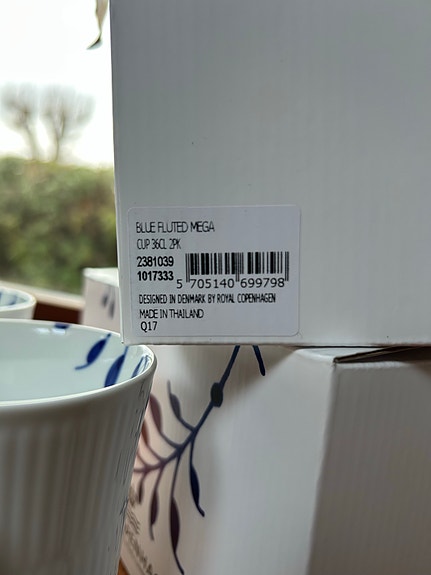 BLUE FLUTED MEGA
CUP 36CL 2PK
2381039
1017333
5 705140 699798
DESIGNED IN DENMARK BY ROYAL COPENHAGEN
MADE IN THAILAND
Q17